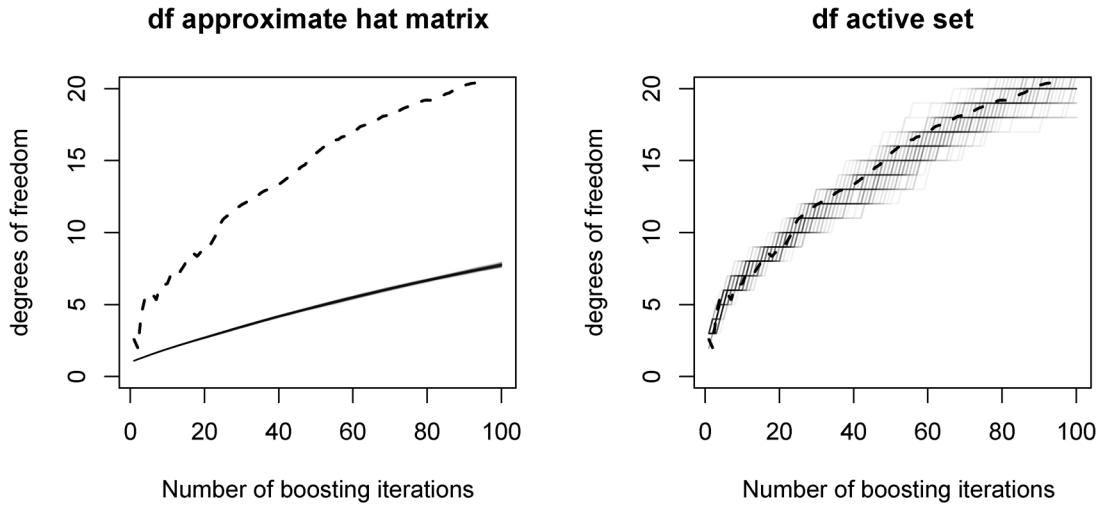 df approximate hat matrix
degrees of freedom
20
15
10
5
0
0 20 40 60 80 100
Number of boosting iterations
df active set
degrees of freedom
20
15
10
5
0
0 20 40 60 80 100
Number of boosting iterations